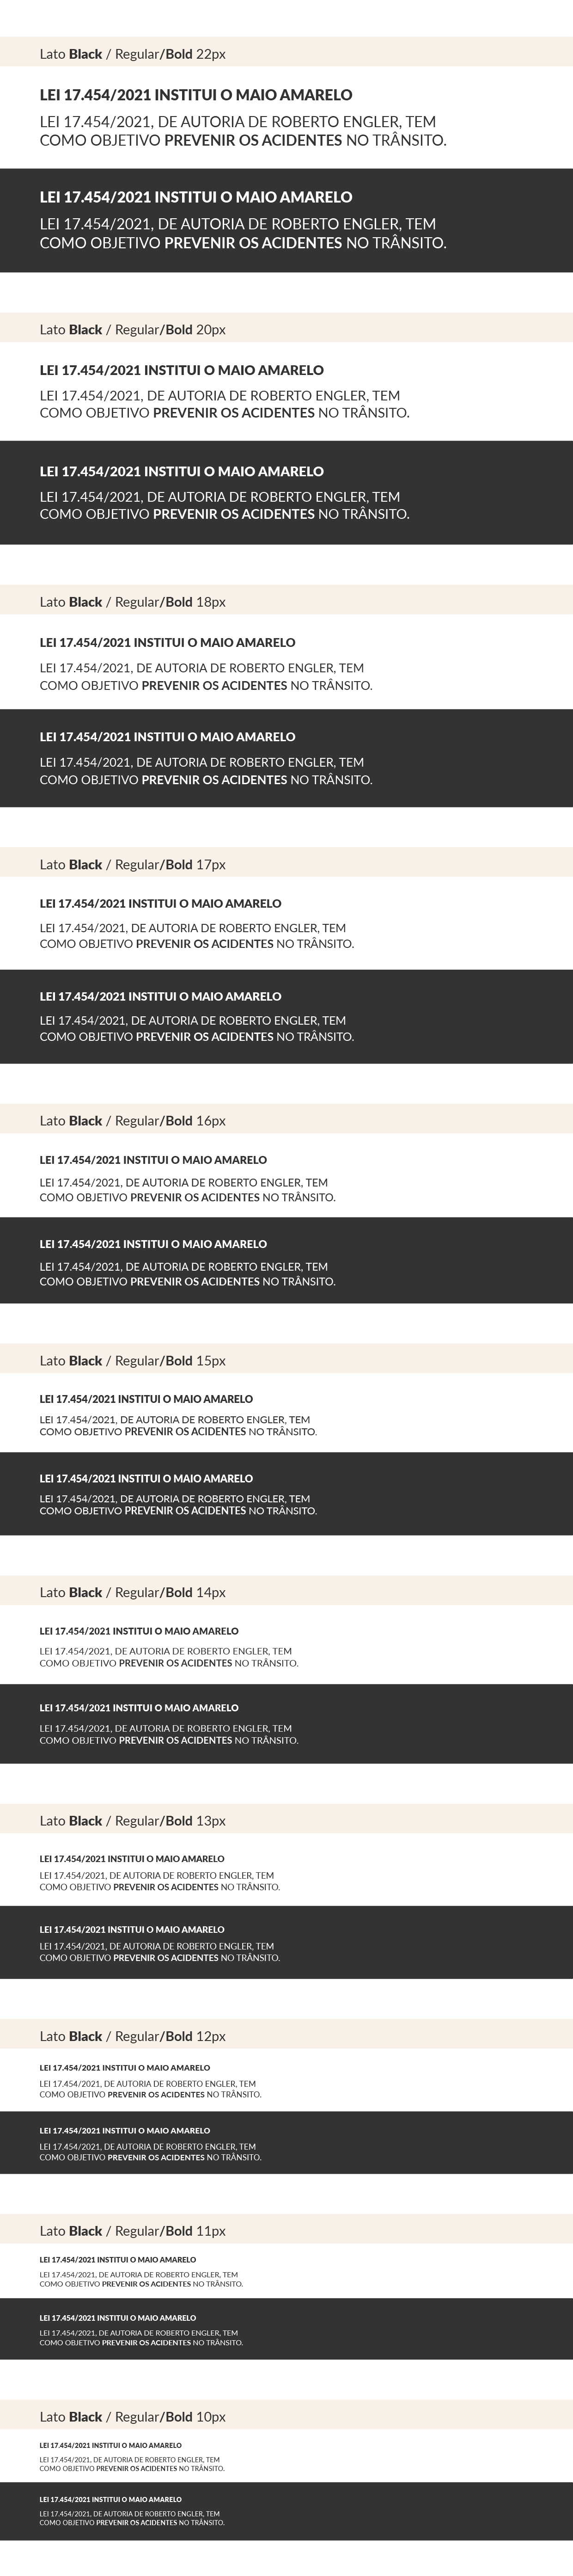 Lato Black / Regular/Bold 22px
LEI 17.454/2021 INSTITUI O MAIO AMARELO
LEI 17.454/2021, DE AUTORIA DE ROBERTO ENGLER, TEM
COMO OBJETIVO PREVENIR OS ACIDENTES NO TRÂNSITO.
LEI 17.454/2021 INSTITUI O MAIO AMARELO
LEI 17.454/2021, DE AUTORIA DE ROBERTO ENGLER, TEM
COMO OBJETIVO PREVENIR OS ACIDENTES NO TRÂNSITO.
Lato Black / Regular/Bold 20px
LEI 17.454/2021 INSTITUI O MAIO AMARELO
LEI 17.454/2021, DE AUTORIA DE ROBERTO ENGLER, TEM
COMO OBJETIVO PREVENIR OS ACIDENTES NO TRÂNSITO.
LEI 17.454/2021 INSTITUI O MAIO AMARELO
LEI 17.454/2021, DE AUTORIA DE ROBERTO ENGLER, TEM
COMO OBJETIVO PREVENIR OS ACIDENTES NO TRÂNSITO.
Lato Black / Regular/Bold 18px
LEI 17.454/2021 INSTITUI O MAIO AMARELO
LEI 17.454/2021, DE AUTORIA DE ROBERTO ENGLER, TEM
COMO OBJETIVO PREVENIR OS ACIDENTES NO TRÂNSITO.
LEI 17.454/2021 INSTITUI O MAIO AMARELO
LEI 17.454/2021, DE AUTORIA DE ROBERTO ENGLER, TEM
COMO OBJETIVO PREVENIR OS ACIDENTES NO TRÂNSITO.
Lato Black / Regular/Bold 17px
LEI 17.454/2021 INSTITUI O MAIO AMARELO
LEI 17.454/2021, DE AUTORIA DE ROBERTO ENGLER, TEM
COMO OBJETIVO PREVENIR OS ACIDENTES NO TRÂNSITO.
LEI 17.454/2021 INSTITUI O MAIO AMARELO
LEI 17.454/2021, DE AUTORIA DE ROBERTO ENGLER, TEM
COMO OBJETIVO PREVENIR OS ACIDENTES NO TRÂNSITO.
Lato Black / Regular/Bold 16px
LEI 17.454/2021 INSTITUI O MAIO AMARELO
LEI 17.454/2021, DE AUTORIA DE ROBERTO ENGLER, TEM
COMO OBJETIVO PREVENIR OS ACIDENTES NO TRÂNSITO.
LEI 17.454/2021 INSTITUI O MAIO AMARELO
LEI 17.454/2021, DE AUTORIA DE ROBERTO ENGLER, TEM
COMO OBJETIVO PREVENIR OS ACIDENTES NO TRÂNSITO.
Lato Black / Regular/Bold 15px
LEI 17.454/2021 INSTITUI O MAIO AMARELO
LEI 17.454/2021, DE AUTORIA DE ROBERTO ENGLER, TEM
COMO OBJETIVO PREVENIR OS ACIDENTES NO TRÂNSITO.
LEI 17.454/2021 INSTITUI O MAIO AMARELO
LEI 17.454/2021, DE AUTORIA DE ROBERTO ENGLER, TEM
COMO OBJETIVO PREVENIR OS ACIDENTES NO TRÂNSITO.
Lato Black / Regular/Bold 14px
LEI 17.454/2021 INSTITUI O MAIO AMARELO
LEI 17.454/2021, DE AUTORIA DE ROBERTO ENGLER, TEM
COMO OBJETIVO PREVENIR OS ACIDENTES NO TRÂNSITO.
LEI 17.454/2021 INSTITUI O MAIO AMARELO
LEI 17.454/2021, DE AUTORIA DE ROBERTO ENGLER, TEM
COMO OBJETIVO PREVENIR OS ACIDENTES NO TRÂNSITO.
Lato Black / Regular/Bold 13px
LEI 17.454/2021 INSTITUI O MAIO AMARELO
LEI 17.454/2021, DE AUTORIA DE ROBERTO ENGLER, TEM
COMO OBJETIVO PREVENIR OS ACIDENTES NO TRÂNSITO.
LEI 17.454/2021 INSTITUI O MAIO AMARELO
LEI 17.454/2021, DE AUTORIA DE ROBERTO ENGLER, TEM
COMO OBJETIVO PREVENIR OS ACIDENTES NO TRÂNSITO.
Lato Black / Regular/Bold 12px
LEI 17.454/2021 INSTITUI O MAIO AMARELO
LEI 17.454/2021, DE AUTORIA DE ROBERTO ENGLER, TEM
COMO OBJETIVO PREVENIR OS ACIDENTES NO TRÂNSITO.
LEI 17.454/2021 INSTITUI O MAIO AMARELO
LEI 17.454/2021, DE AUTORIA DE ROBERTO ENGLER, TEM
COMO OBJETIVO PREVENIR OS ACIDENTES NO TRÂNSITO.
Lato Black / Regular/Bold 11px
LEI 17.454/2021 INSTITUI O MAIO AMARELO
LEI 17.454/2021, DE AUTORIA DE ROBERTO ENGLER, TEM
COMO OBJETIVO PREVENIR OS ACIDENTES NO TRÂNSITO.
LEI 17.454/2021 INSTITUI O MAIO AMARELO
LEI 17.454/2021, DE AUTORIA DE ROBERTO ENGLER, TEM
COMO OBJETIVO PREVENIR OS ACIDENTES NO TRÂNSITO.
Lato Black / Regular/Bold 10px
LEI 17.454/2021 INSTITUI O MAIO AMARELO
LEI 17.454/2021, DE AUTORIA DE ROBERTO ENGLER, TEM
COMO OBJETIVO PREVENIR OS ACIDENTES NO TRÂNSITO.
LEI 17.454/2021 INSTITUI O MAIO AMARELO
LEI 17.454/2021, DE AUTORIA DE ROBERTO ENGLER, TEM
COMO OBJETIVO PREVENIR OS ACIDENTES NO TRÂNSITO.